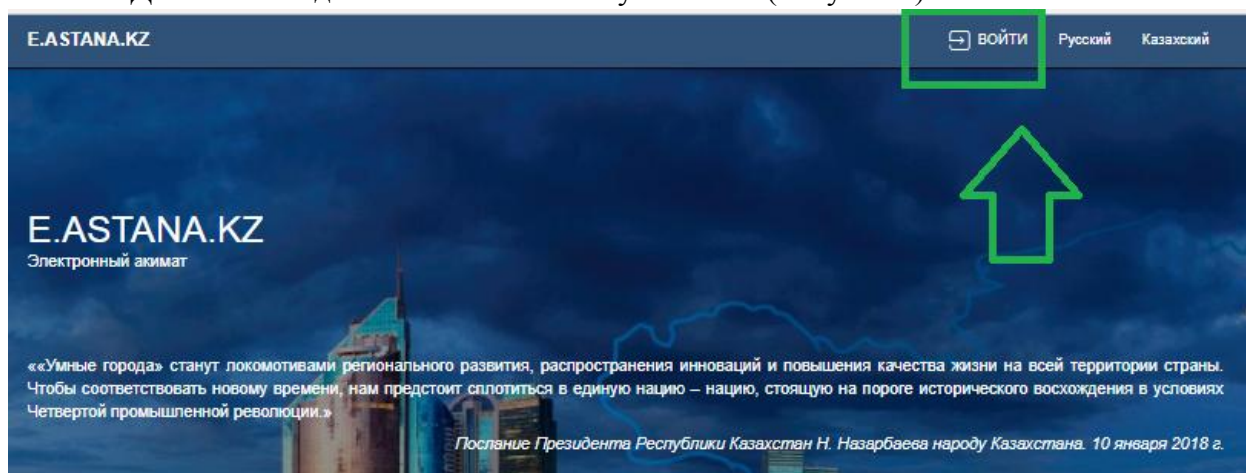 E.ASTANA.KZ ВОЙТИ Русский Казахский
E.ASTANA.KZ
Электронный акимат
««Умные города» станут локомотивами регионального развития, распространения инноваций и повышения качества жизни на всей территории страны.
Чтобы соответствовать новому времени, нам предстоит сплотиться в единую нацию – нацию, стоящую на пороге исторического восхождения в условиях
Четвертой промышленной революции.»
Послание Президента Республики Казахстан Н. Назарбаева народу Казахстана. 10 января 2018 г.